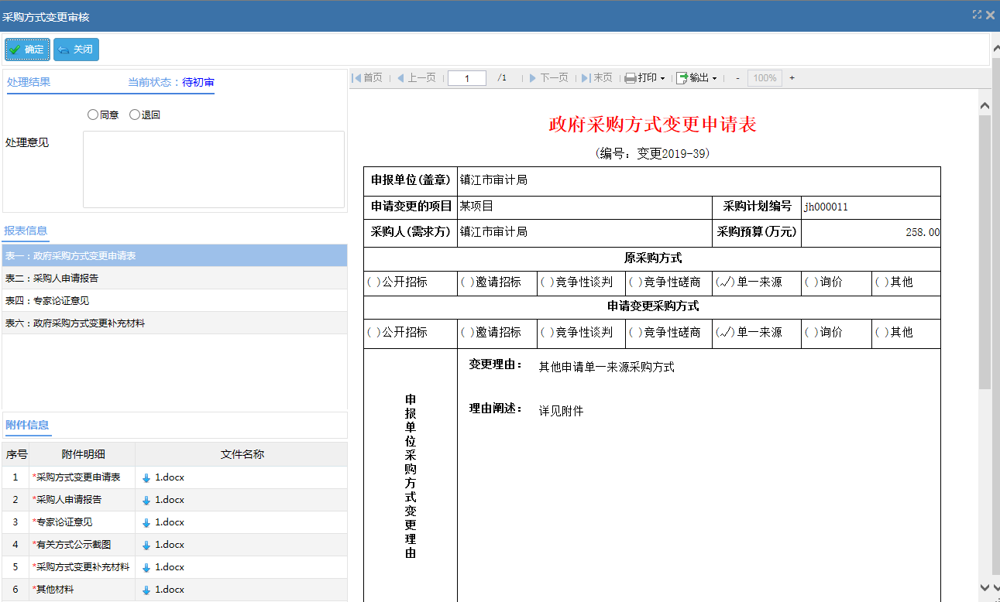 采购方式变更审核
确定 关闭
处理结果 当前状态：待初审
同意 退回
处理意见
报表信息
表一：政府采购方式变更申请表
表二：采购人申请报告
表四：专家论证意见
表六：政府采购方式变更补充材料
附件信息
序号 附件明细 文件名称
1 *采购方式变更申请表 1.docx
2 *采购人申请报告 1.docx
3 *专家论证意见 1.docx
4 *有关方式公示截图 1.docx
5 *采购方式变更补充材料 1.docx
6 *其他材料 1.docx
首页 上一页 1 /1 下一页 末页 打印 输出 - 100% +
政府采购方式变更申请表
(编号：变更2019-39)
申报单位(盖章) 镇江市审计局
申请变更的项目 某项目 采购计划编号 jh000011
采购人(需求方) 镇江市审计局 采购预算(万元) 258.00
原采购方式
( )公开招标 ( )邀请招标 ( )竞争性谈判 ( )竞争性磋商 (✓)单一来源 ( )询价 ( )其他
申请变更采购方式
( )公开招标 ( )邀请招标 ( )竞争性谈判 ( )竞争性磋商 (✓)单一来源 ( )询价 ( )其他
申报单位采购方式变更理由
变更理由： 其他申请单一来源采购方式
理由阐述： 详见附件